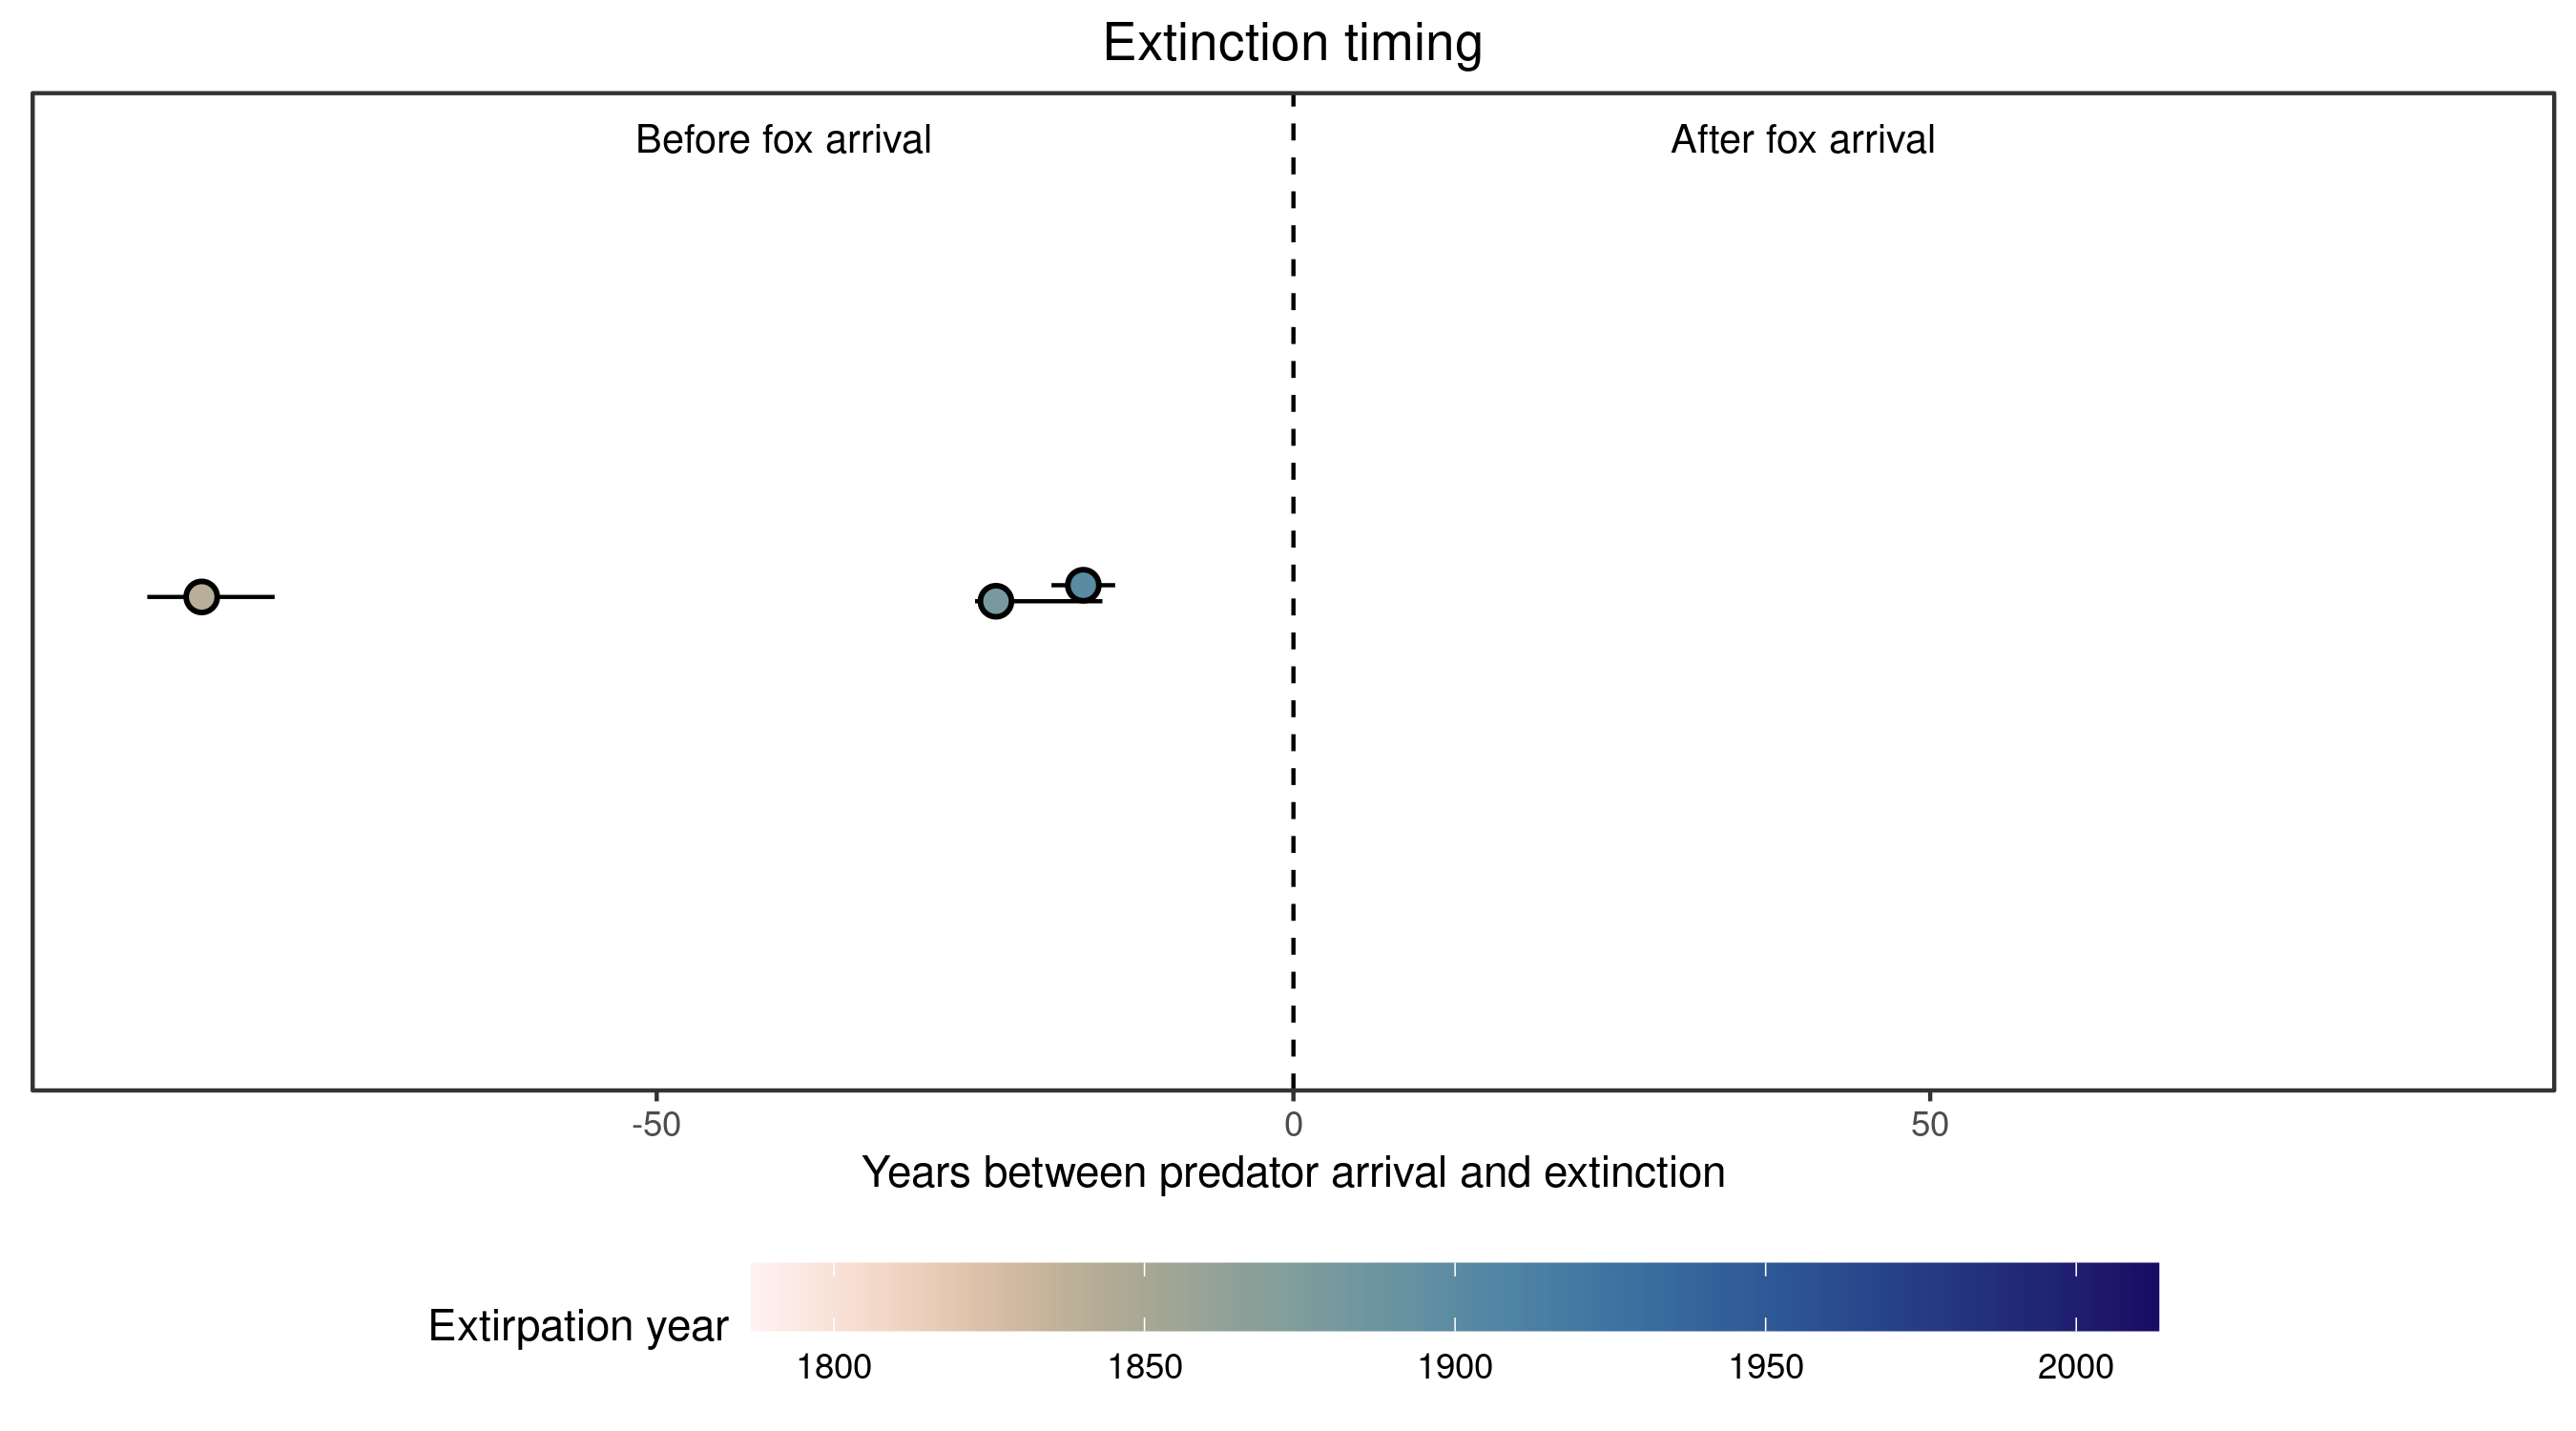 Extinction timing
Before fox arrival
After fox arrival
-50
0
50
Years between predator arrival and extinction
Extirpation year
1800
1850
1900
1950
2000